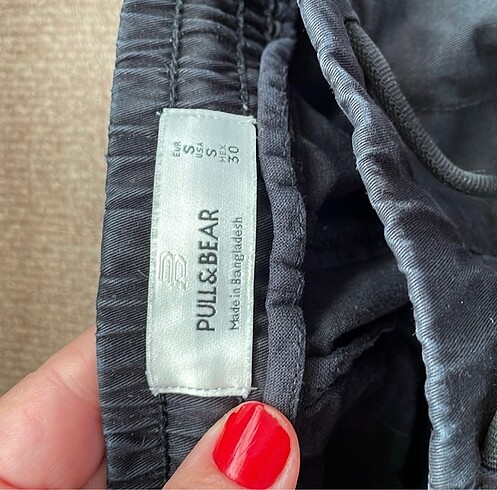 EUR S USA S MEX 30
PULL&BEAR
Made in Bangladesh